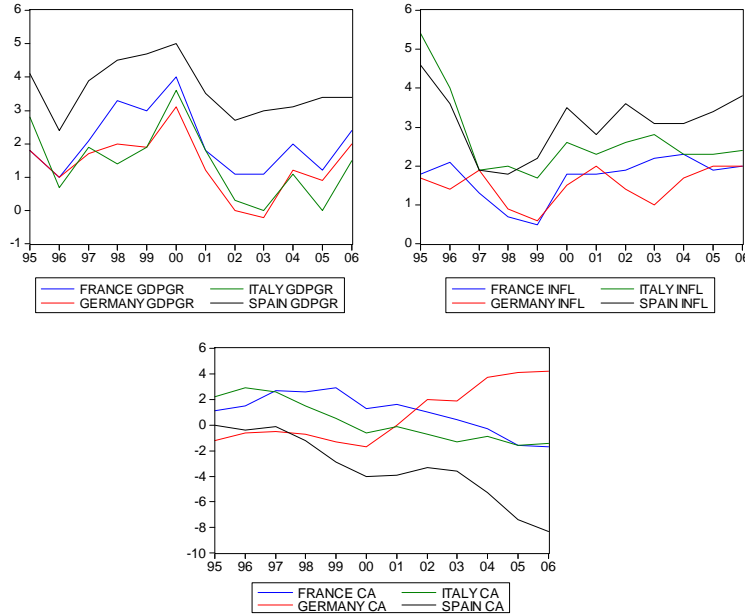 6
5
4
3
2
1
0
-1
95 96 97 98 99 00 01 02 03 04 05 06
FRANCE GDPGR ITALY GDPGR
GERMANY GDPGR SPAIN GDPGR
6
5
4
3
2
1
0
95 96 97 98 99 00 01 02 03 04 05 06
FRANCE INFL ITALY INFL
GERMANY INFL SPAIN INFL
6
4
2
0
-2
-4
-6
-8
-10
95 96 97 98 99 00 01 02 03 04 05 06
FRANCE CA ITALY CA
GERMANY CA SPAIN CA